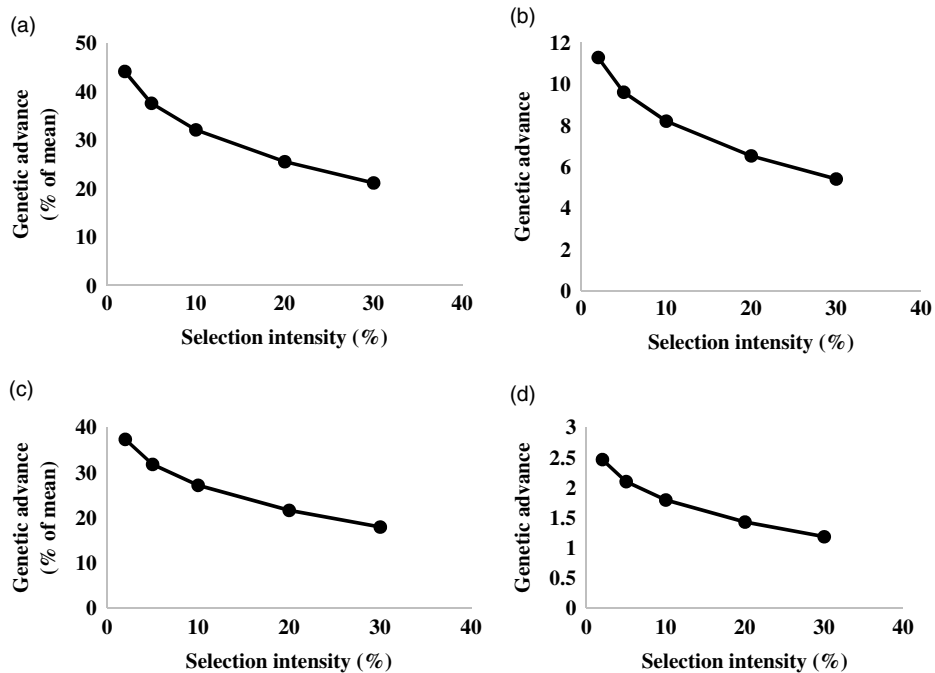 (a)
Genetic advance
(% of mean)
50
40
30
20
10
0
0 10 20 30 40
Selection intensity (%)
(b)
Genetic advance
12
10
8
6
4
2
0
0 10 20 30 40
Selection intensity (%)
(c)
Genetic advance
(% of mean)
40
30
20
10
0
0 10 20 30 40
Selection intensity (%)
(d)
Genetic advance
3
2.5
2
1.5
1
0.5
0
0 10 20 30 40
Selection intensity (%)